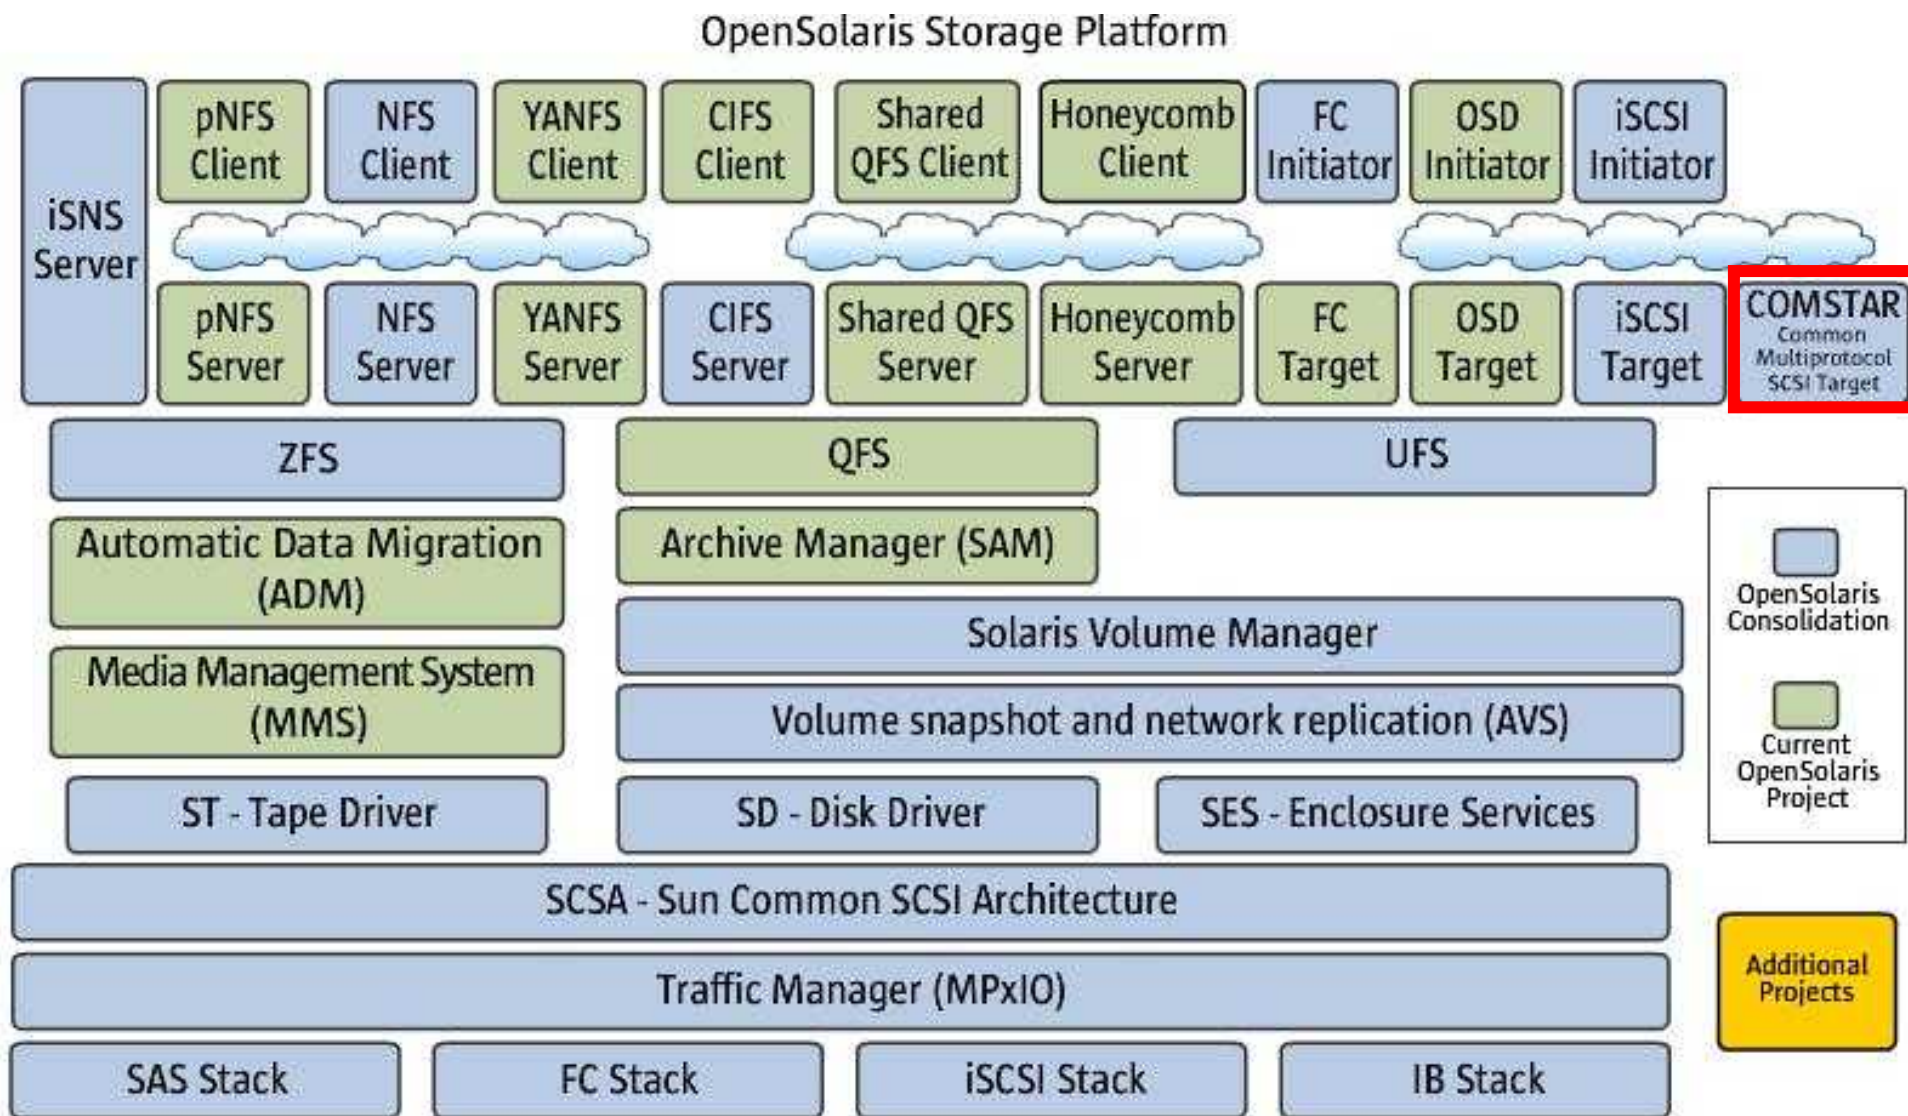 OpenSolaris Storage Platform
iSNS
Server
pNFS
Client
NFS
Client
YANFS
Client
CIFS
Client
Shared
QFS Client
Honeycomb
Client
FC
Initiator
OSD
Initiator
iSCSI
Initiator
pNFS
Server
NFS
Server
YANFS
Server
CIFS
Server
Shared QFS
Server
Honeycomb
Server
FC
Target
OSD
Target
iSCSI
Target
COMSTAR
Common
Multiprotocol
SCSI Target
ZFS
QFS
UFS
Automatic Data Migration
(ADM)
Archive Manager (SAM)
Solaris Volume Manager
Media Management System
(MMS)
Volume snapshot and network replication (AVS)
ST - Tape Driver
SD - Disk Driver
SES - Enclosure Services
SCSA - Sun Common SCSI Architecture
Traffic Manager (MPxIO)
SAS Stack
FC Stack
iSCSI Stack
IB Stack
OpenSolaris
Consolidation
Current
OpenSolaris
Project
Additional
Projects